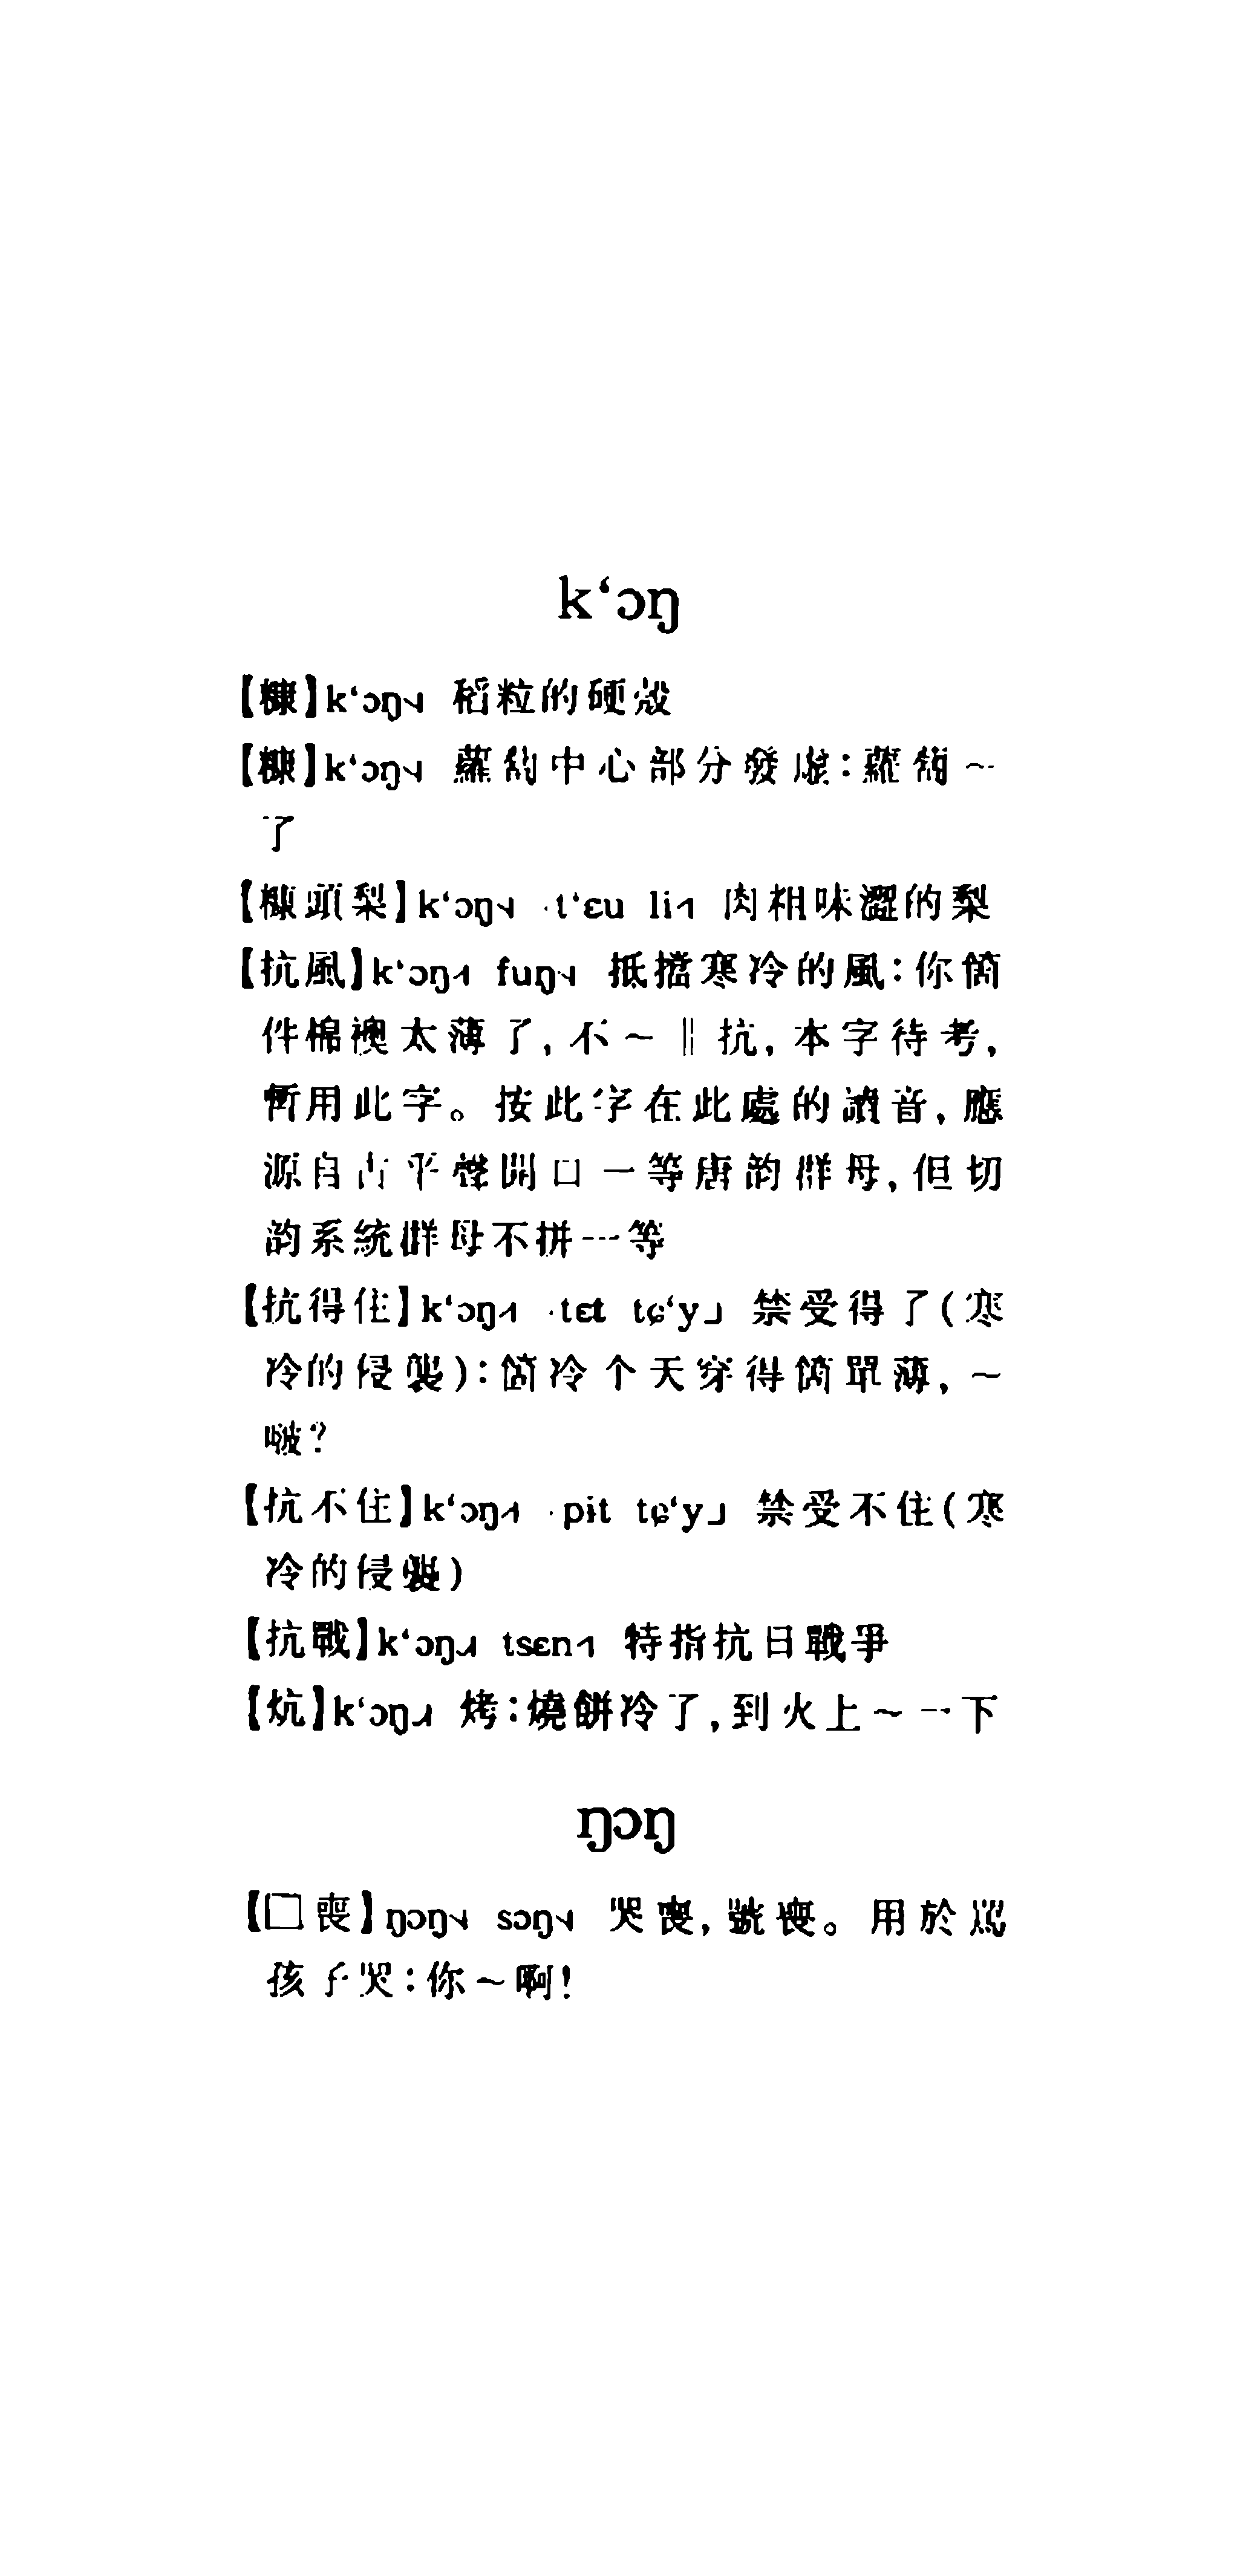 k‘ɔŋ
【糠】k‘ɔŋ˧˩ 稻粒的硬殼
【糠】k‘ɔŋ˧˩ 蘿蔔中心部分發虛：蘿蔔～
了
【糠頭梨】k‘ɔŋ˧˩ ·t‘ɛu li˧˥ 肉粗味澀的梨
【抗風】k‘ɔŋ˧˥ fuŋ˧˩ 抵擋寒冷的風：你箇
件棉襖太薄了，不～‖抗，本字待考，
暫用此字。按此字在此處的讀音，應
源自古平聲開口一等唐韵群母，但切
韵系統群母不拼一等
【抗得住】k‘ɔŋ˧˥ ·tɛt tɕ‘y˩ 禁受得了（寒
冷的侵襲）：箇冷个天穿得箇單薄，～
啵？
【抗不住】k‘ɔŋ˧˥ ·pit tɕ‘y˩ 禁受不住（寒
冷的侵襲）
【抗戰】k‘ɔŋ˨˩˧ tsɛn˧˥ 特指抗日戰爭
【炕】k‘ɔŋ˨˩˧ 烤：燒餅冷了，到火上～一下
ŋɔŋ
【□喪】ŋɔŋ˧˩ sɔŋ˧˩ 哭喪，號喪。用於駡
孩子哭：你～啊！